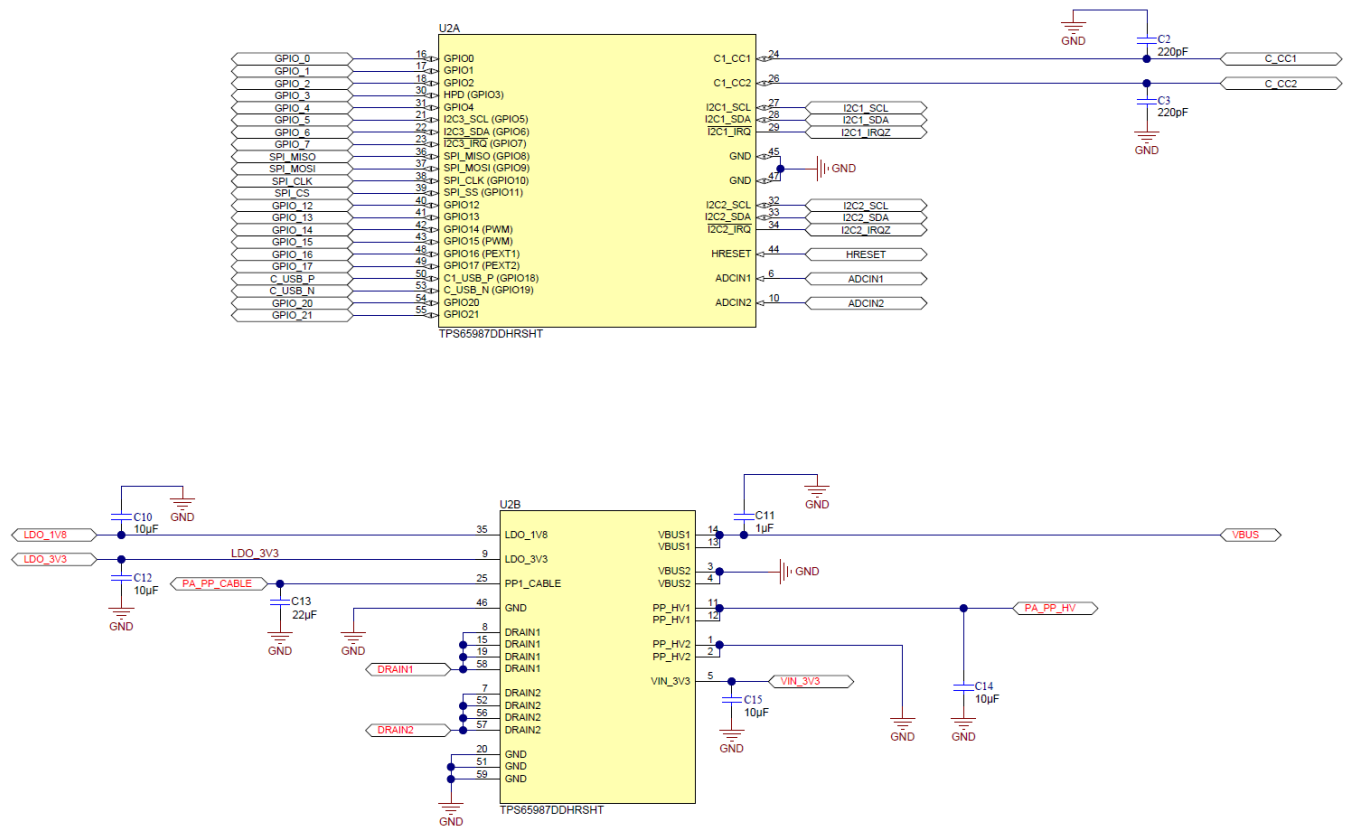 U2A
GPIO_0 16 GPIO0
GPIO_1 17 GPIO1
GPIO_2 18 GPIO2
GPIO_3 30 HPD (GPIO3)
GPIO_4 31 GPIO4
GPIO_5 21 I2C3_SCL (GPIO5)
GPIO_6 22 I2C3_SDA (GPIO6)
GPIO_7 23 I2C3_IRQ (GPIO7)
SPI_MISO 36 SPI_MISO (GPIO8)
SPI_MOSI 37 SPI_MOSI (GPIO9)
SPI_CLK 38 SPI_CLK (GPIO10)
SPI_CS 39 SPI_SS (GPIO11)
GPIO_12 40 GPIO12
GPIO_13 41 GPIO13
GPIO_14 42 GPIO14 (PWM)
GPIO_15 43 GPIO15 (PWM)
GPIO_16 48 GPIO16 (PEXT1)
GPIO_17 49 GPIO17 (PEXT2)
C_USB_P 50 C1_USB_P (GPIO18)
C_USB_N 53 C_USB_N (GPIO19)
GPIO_20 54 GPIO20
GPIO_21 55 GPIO21
C1_CC1 24 C_CC1
C1_CC2 26 C_CC2
I2C1_SCL 27 I2C1_SCL
I2C1_SDA 28 I2C1_SDA
I2C1_IRQ 29 I2C1_IRQZ
GND 45
GND
GND 47
I2C2_SCL 32 I2C2_SCL
I2C2_SDA 33 I2C2_SDA
I2C2_IRQ 34 I2C2_IRQZ
HRESET 44 HRESET
ADCIN1 6 ADCIN1
ADCIN2 10 ADCIN2
TPS65987DDHRSHT
GND
C2
220pF
C3
220pF
GND
U2B
GND
C10
10µF
LDO_1V8 35 LDO_1V8
LDO_3V3 LDO_3V3 9 LDO_3V3
C12
10µF
GND
PA_PP_CABLE 25 PP1_CABLE
C13
22µF
GND
46 GND
GND
8 DRAIN1
15 DRAIN1
19 DRAIN1
DRAIN1 58 DRAIN1
7 DRAIN2
52 DRAIN2
56 DRAIN2
DRAIN2 57 DRAIN2
20 GND
51 GND
59 GND
GND
GND
C11
1µF
VBUS1 14 VBUS
VBUS1 13
VBUS2 3 GND
VBUS2 4
PP_HV1 11 PA_PP_HV
PP_HV1 12
PP_HV2 1
PP_HV2 2
VIN_3V3 5 VIN_3V3
C15
10µF
GND
GND
C14
10µF
GND
TPS65987DDHRSHT